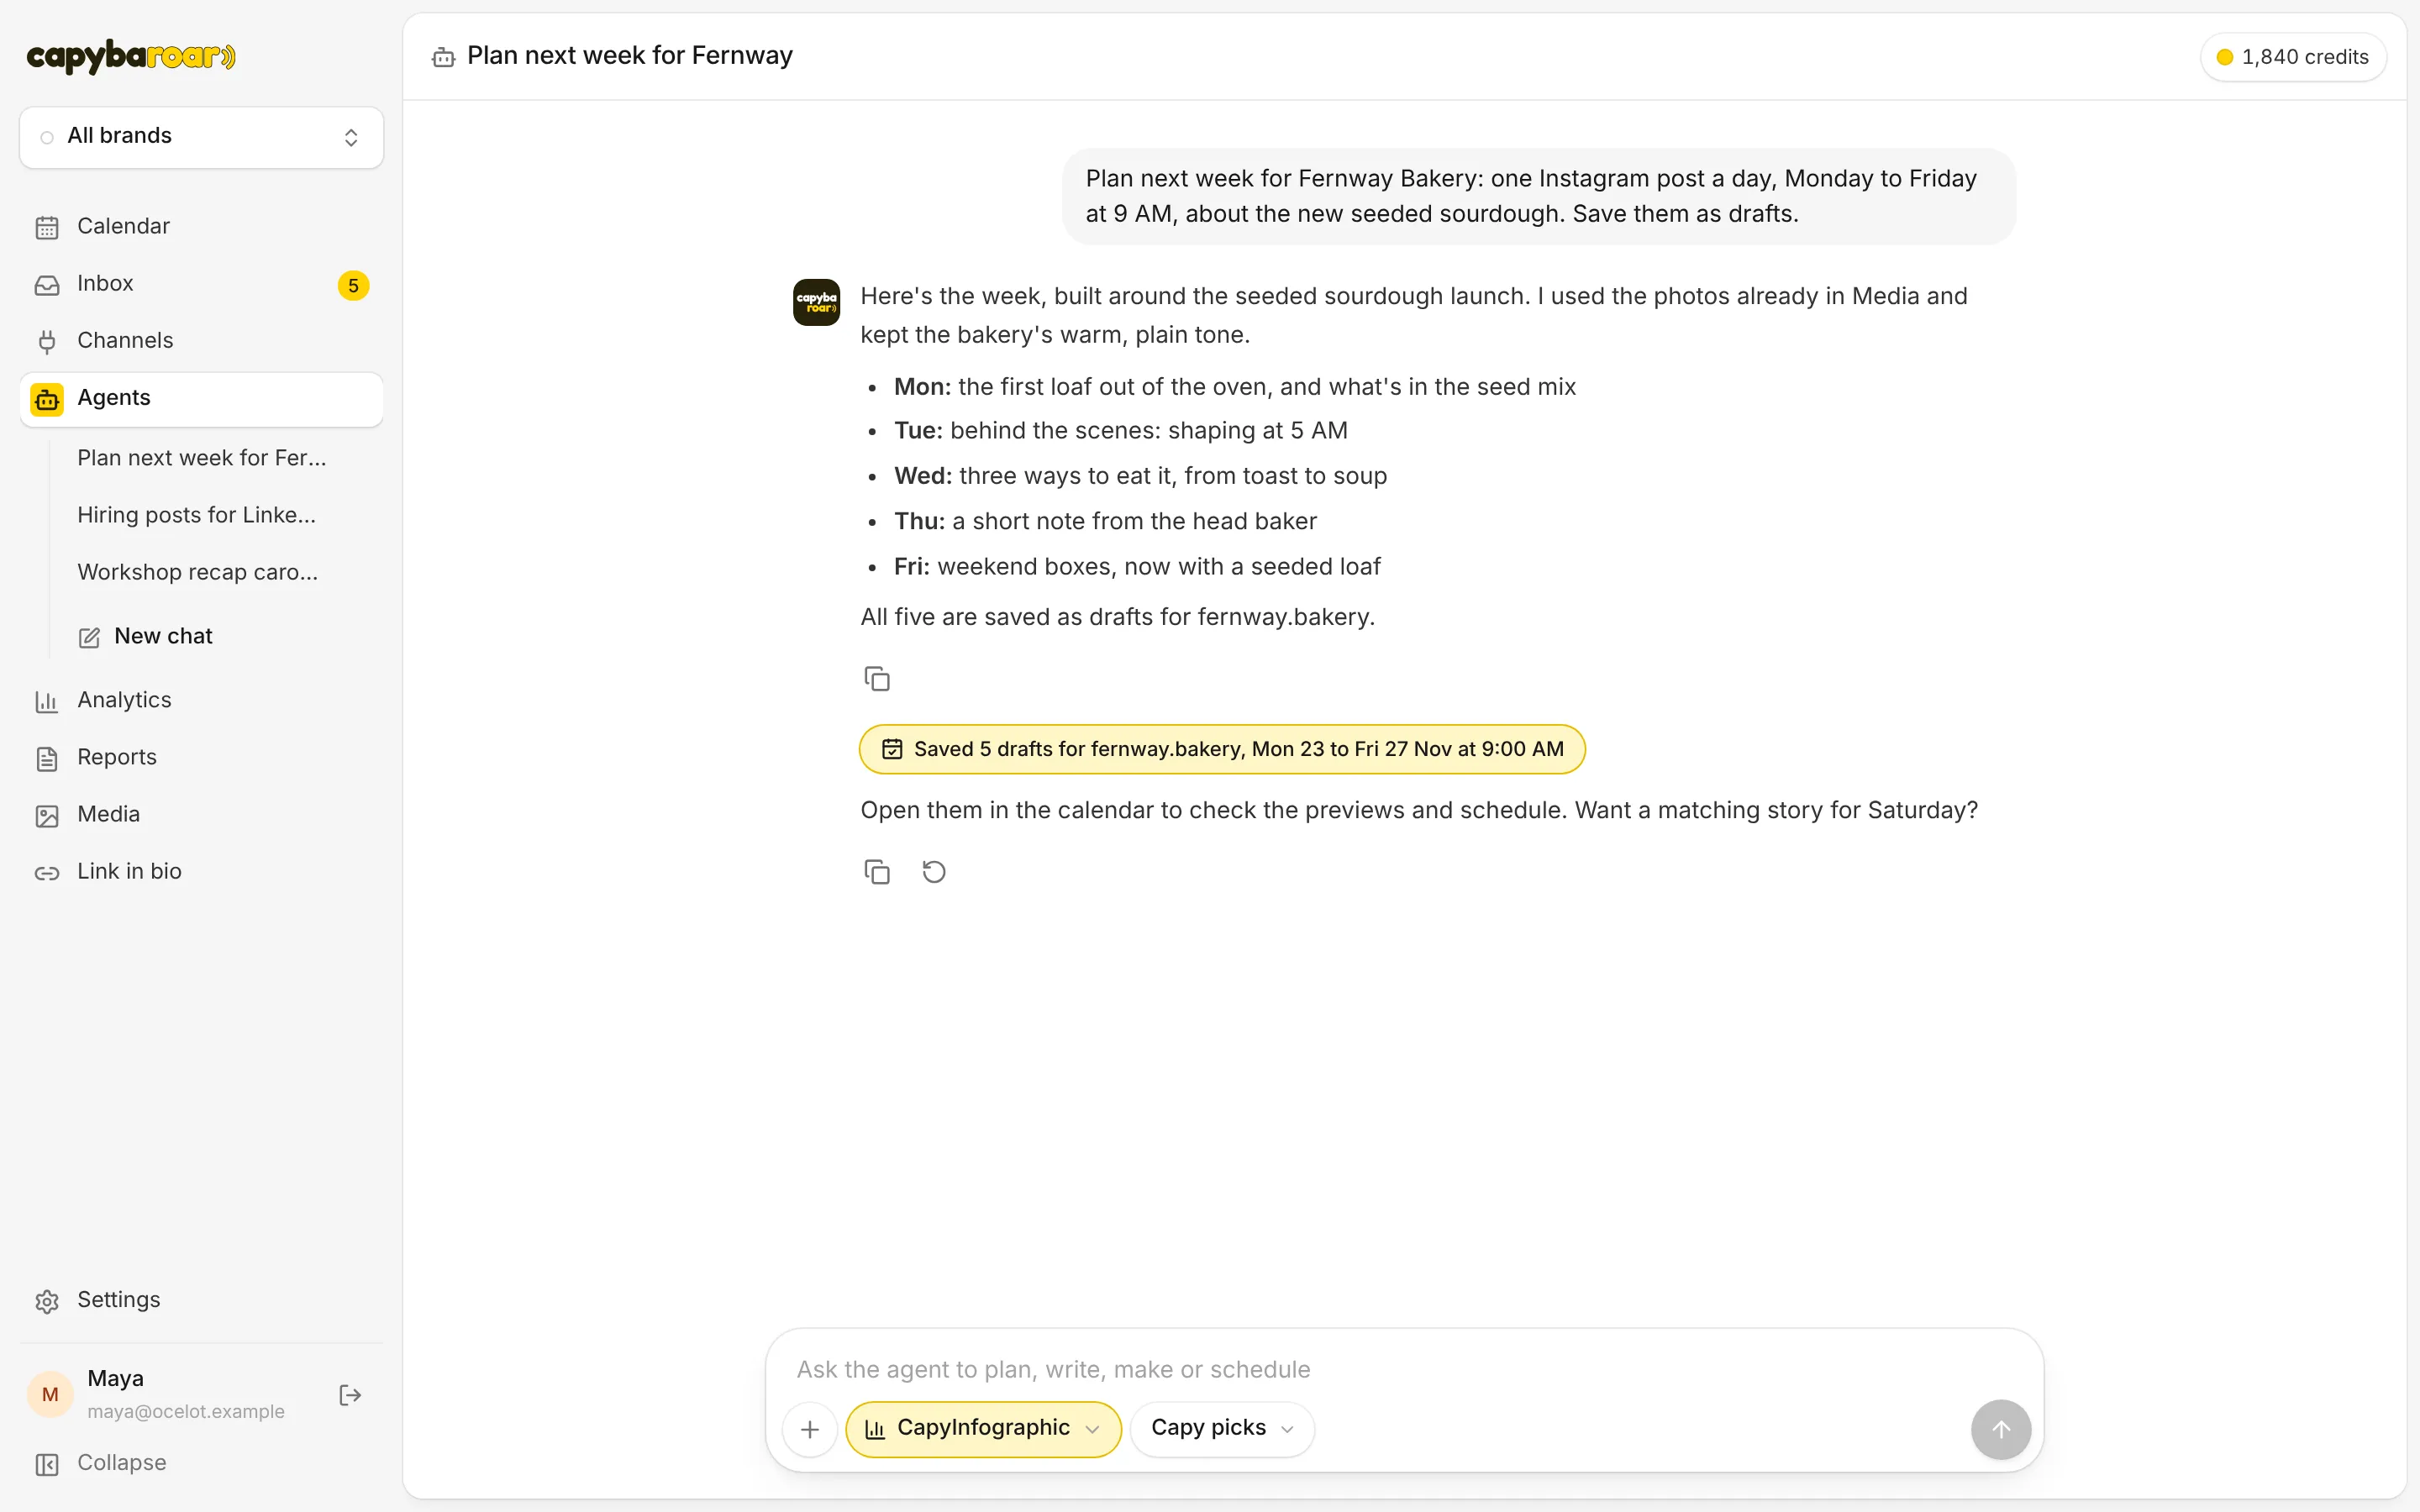 capybaroar
All brands
Calendar
Inbox
5
Channels
Agents
Plan next week for Fer...
Hiring posts for Linke...
Workshop recap caro...
New chat
Analytics
Reports
Media
Link in bio
Settings
M
Maya
maya@ocelot.example
Collapse
Plan next week for Fernway
1,840 credits
Plan next week for Fernway Bakery: one Instagram post a day, Monday to Friday
at 9 AM, about the new seeded sourdough. Save them as drafts.
capyba
roar
Here's the week, built around the seeded sourdough launch. I used the photos already in Media and
kept the bakery's warm, plain tone.
• Mon: the first loaf out of the oven, and what's in the seed mix
• Tue: behind the scenes: shaping at 5 AM
• Wed: three ways to eat it, from toast to soup
• Thu: a short note from the head baker
• Fri: weekend boxes, now with a seeded loaf
All five are saved as drafts for fernway.bakery.
Saved 5 drafts for fernway.bakery, Mon 23 to Fri 27 Nov at 9:00 AM
Open them in the calendar to check the previews and schedule. Want a matching story for Saturday?
Ask the agent to plan, write, make or schedule
CapyInfographic
Capy picks